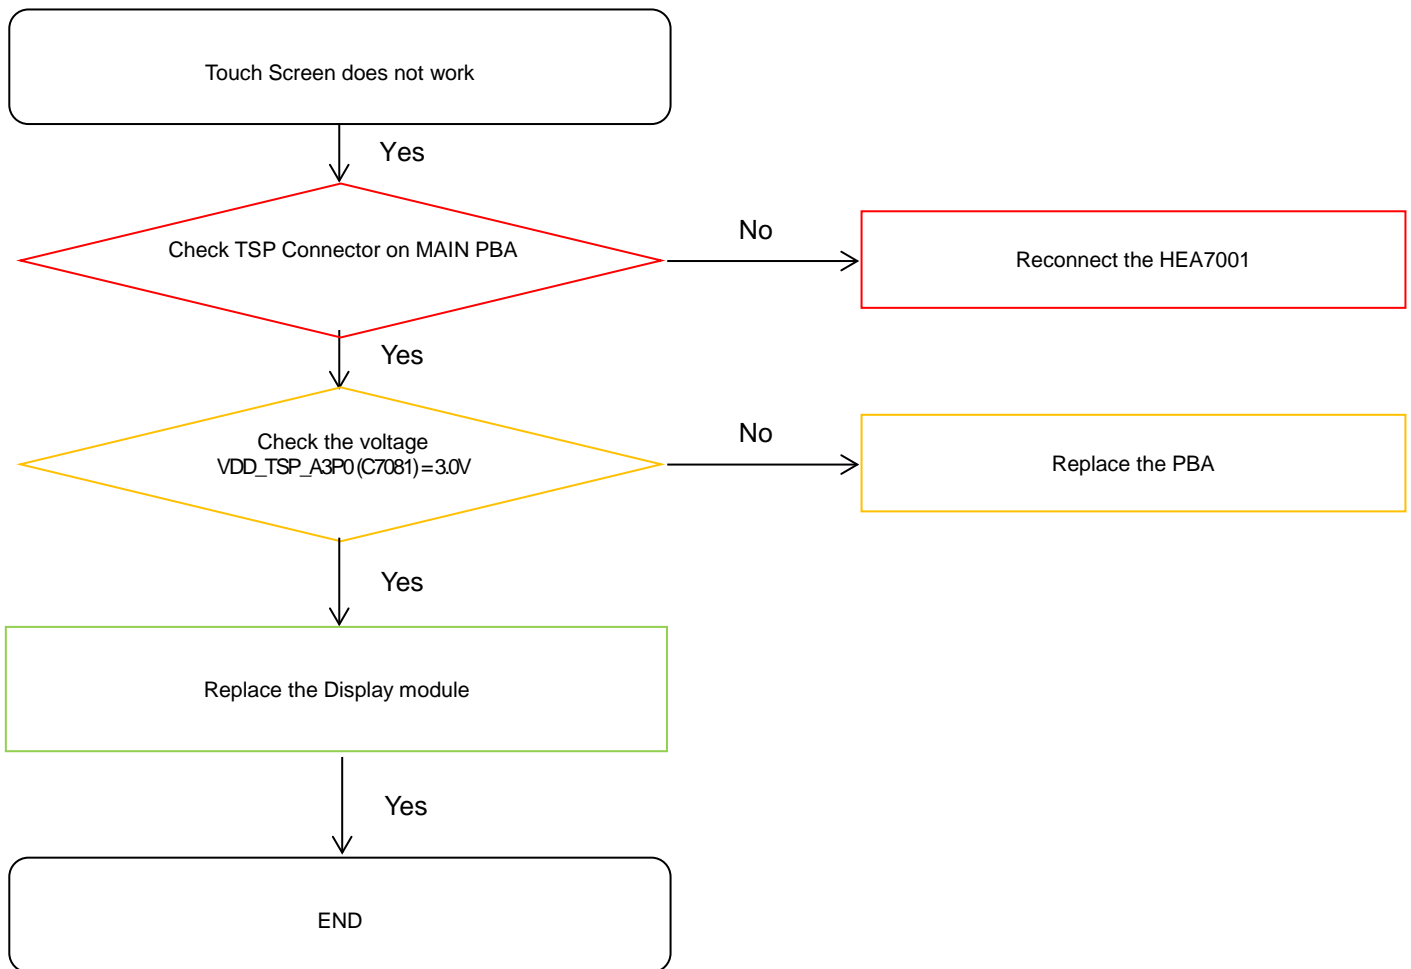 Touch Screen does not work
Yes
Check TSP Connector on MAIN PBA
No
Reconnect the HEA7001
Yes
Check the voltage
VDD_TSP_A3P0 (C7081) = 3.0V
No
Replace the PBA
Yes
Replace the Display module
Yes
END